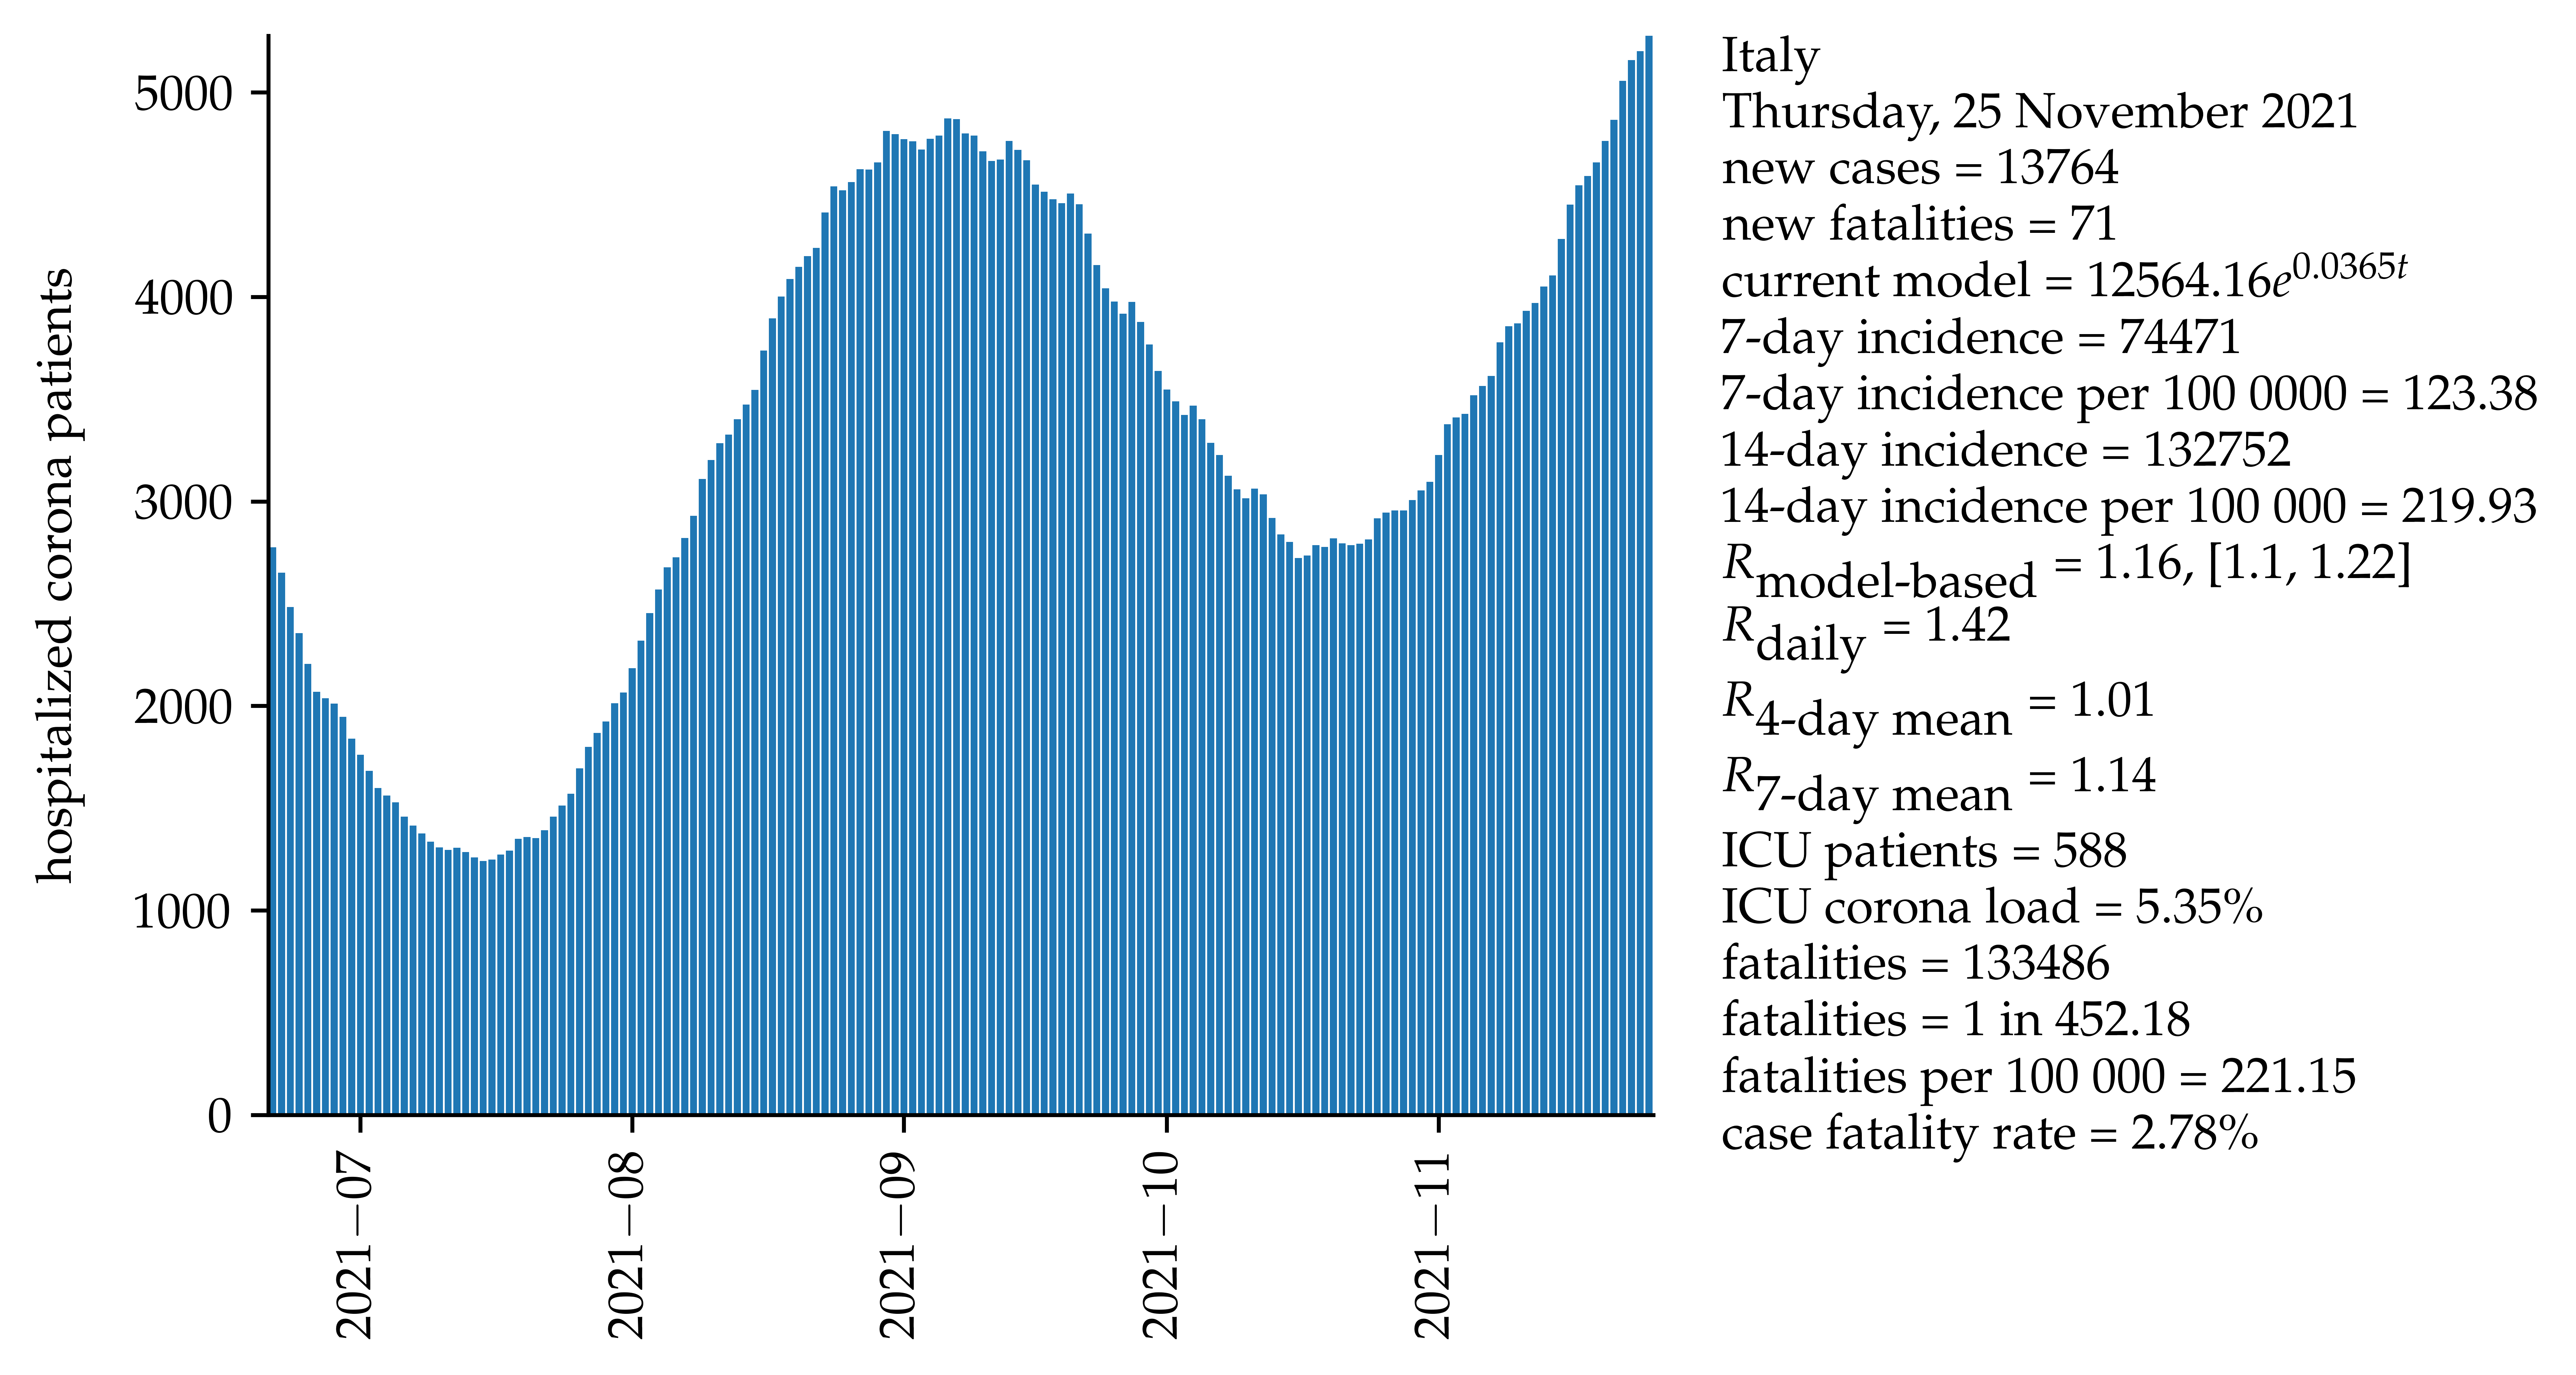 hospitalized corona patients
5000
4000
3000
2000
1000
0
2021−07
2021−08
2021−09
2021−10
2021−11
Italy
Thursday, 25 November 2021
new cases = 13764
new fatalities = 71
current model = 12564.16e^0.0365t
7-day incidence = 74471
7-day incidence per 100 0000 = 123.38
14-day incidence = 132752
14-day incidence per 100 000 = 219.93
R_model-based = 1.16, [1.1, 1.22]
R_daily = 1.42
R_4-day mean = 1.01
R_7-day mean = 1.14
ICU patients = 588
ICU corona load = 5.35%
fatalities = 133486
fatalities = 1 in 452.18
fatalities per 100 000 = 221.15
case fatality rate = 2.78%